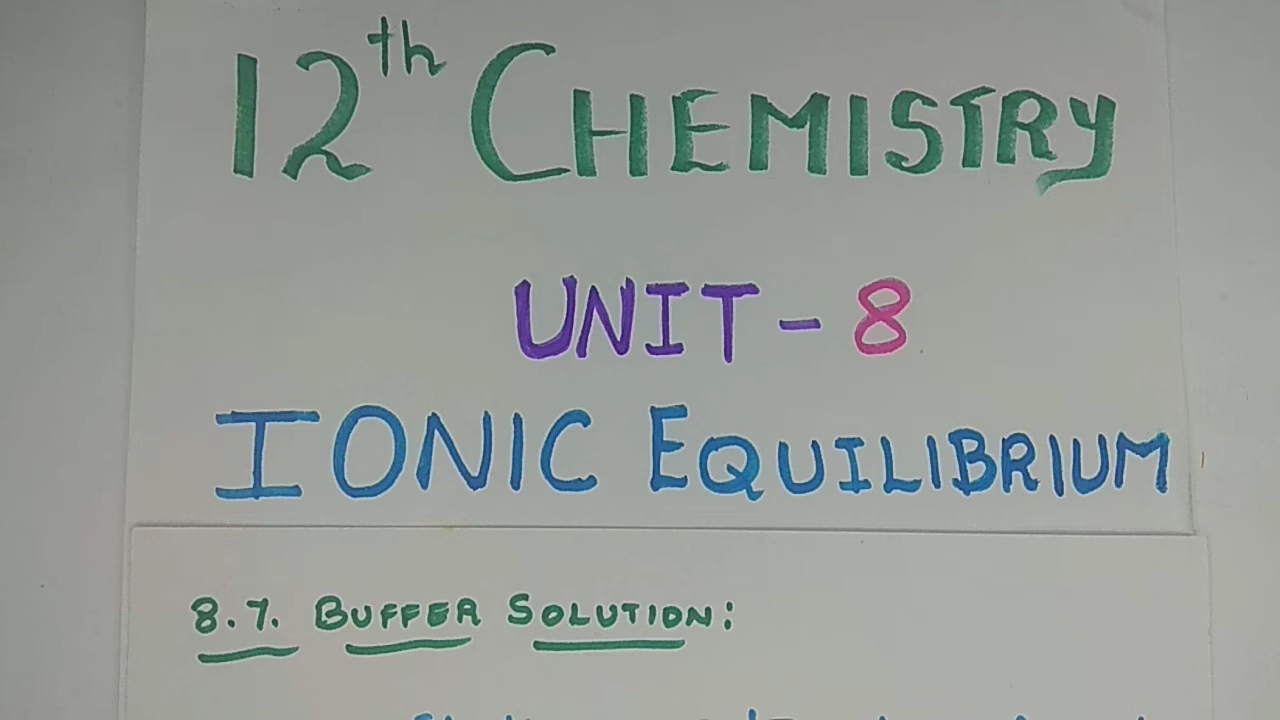 12th CHEMISTRY
UNIT - 8
IONIC EQUILIBRIUM
8.7. BUFFER SOLUTION: